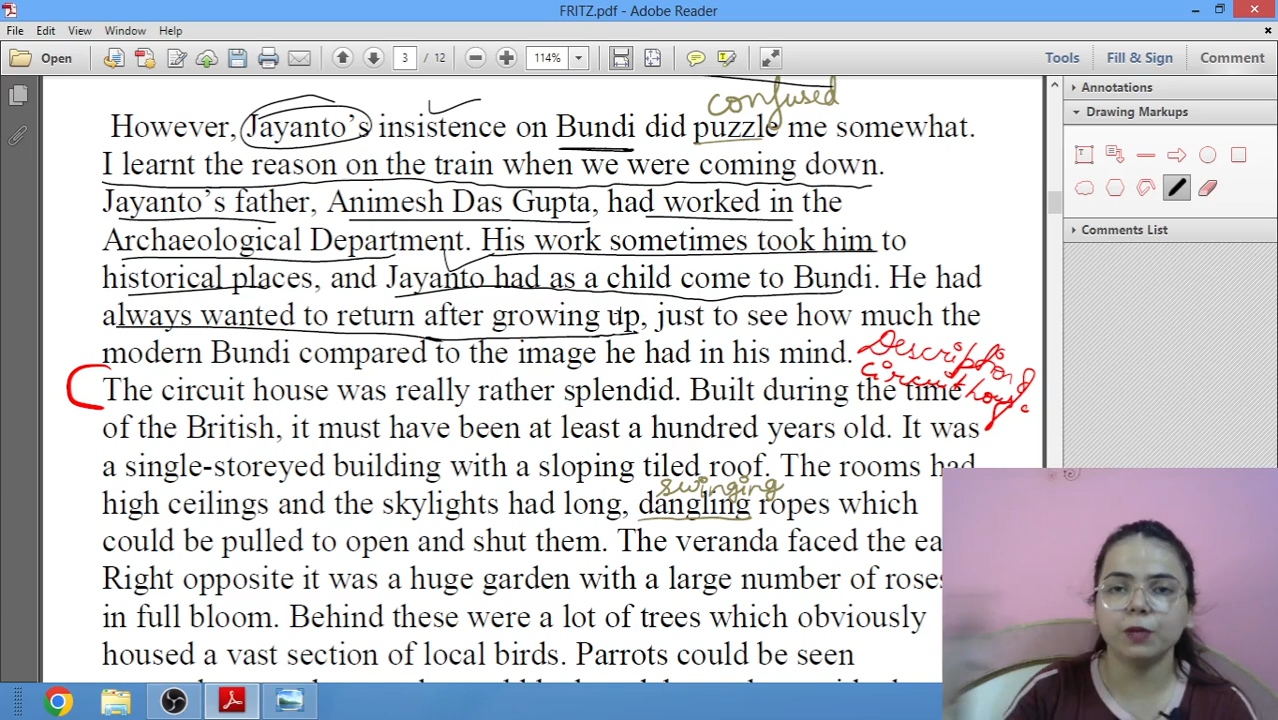 FRITZ.pdf - Adobe Reader
File Edit View Window Help
Open 3 / 12 114% Tools Fill & Sign Comment
Annotations
Drawing Markups
Comments List
confused
However, Jayanto's insistence on Bundi did puzzle me somewhat.
I learnt the reason on the train when we were coming down.
Jayanto's father, Animesh Das Gupta, had worked in the
Archaeological Department. His work sometimes took him to
historical places, and Jayanto had as a child come to Bundi. He had
always wanted to return after growing up, just to see how much the
modern Bundi compared to the image he had in his mind.
Description of
circuit house
The circuit house was really rather splendid. Built during the time
of the British, it must have been at least a hundred years old. It was
a single-storeyed building with a sloping tiled roof. The rooms had
swinging
high ceilings and the skylights had long, dangling ropes which
could be pulled to open and shut them. The veranda faced the ea
Right opposite it was a huge garden with a large number of roses
in full bloom. Behind these were a lot of trees which obviously
housed a vast section of local birds. Parrots could be seen